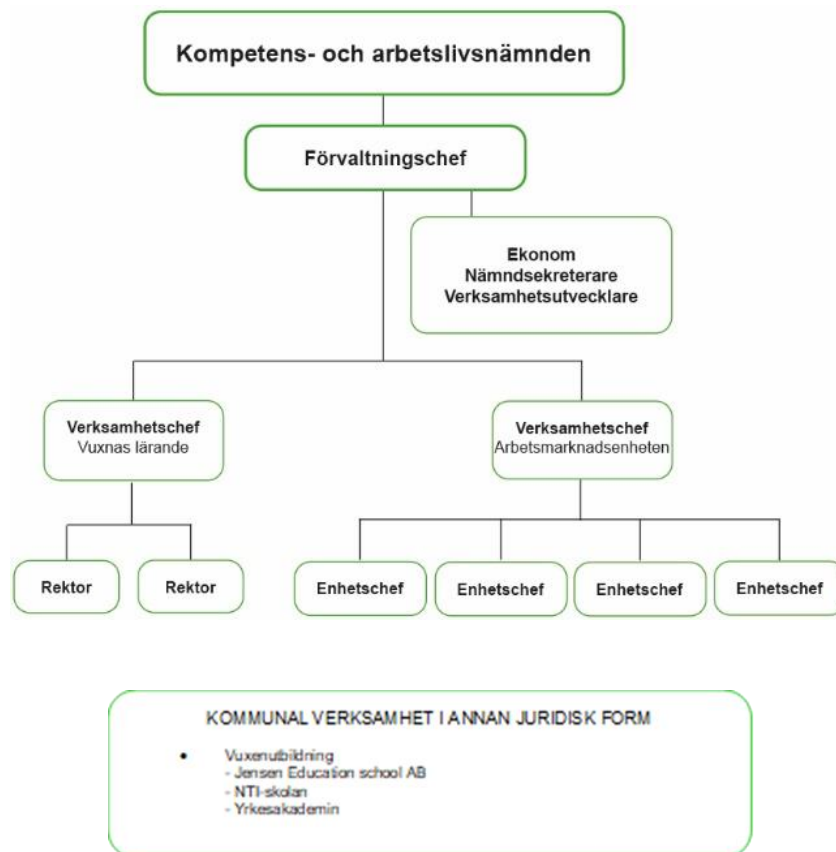 Kompetens- och arbetslivsnämnden
Förvaltningschef
Ekonom
Nämndsekreterare
Verksamhetsutvecklare
Verksamhetschef
Vuxnas lärande
Verksamhetschef
Arbetsmarknadsenheten
Rektor
Rektor
Enhetschef
Enhetschef
Enhetschef
Enhetschef
KOMMUNAL VERKSAMHET I ANNAN JURIDISK FORM
• Vuxenutbildning
- Jensen Education school AB
- NTI-skolan
- Yrkesakademin